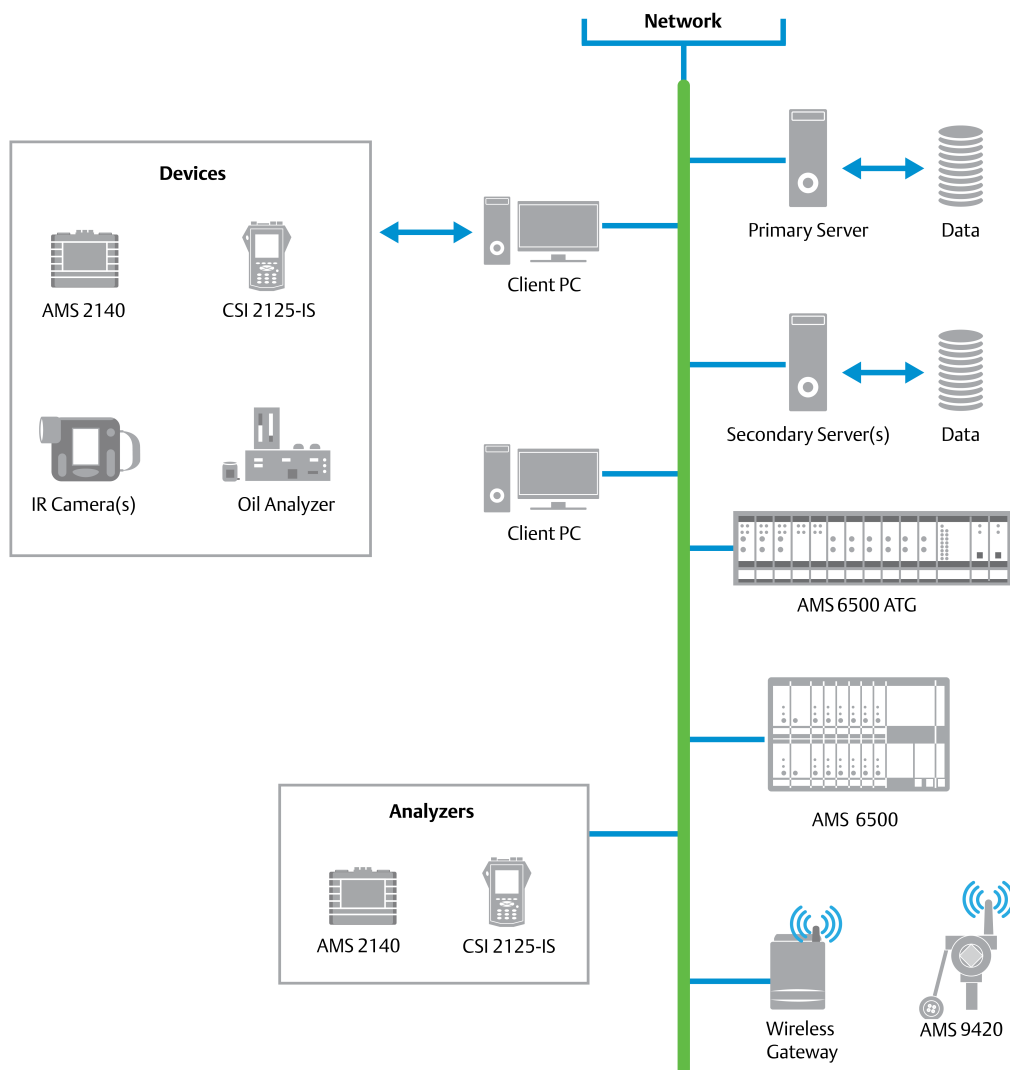 Network
Devices
AMS 2140
CSI 2125-IS
IR Camera(s)
Oil Analyzer
Client PC
Client PC
Primary Server
Data
Secondary Server(s)
Data
AMS 6500 ATG
AMS 6500
Analyzers
AMS 2140
CSI 2125-IS
Wireless
Gateway
AMS 9420